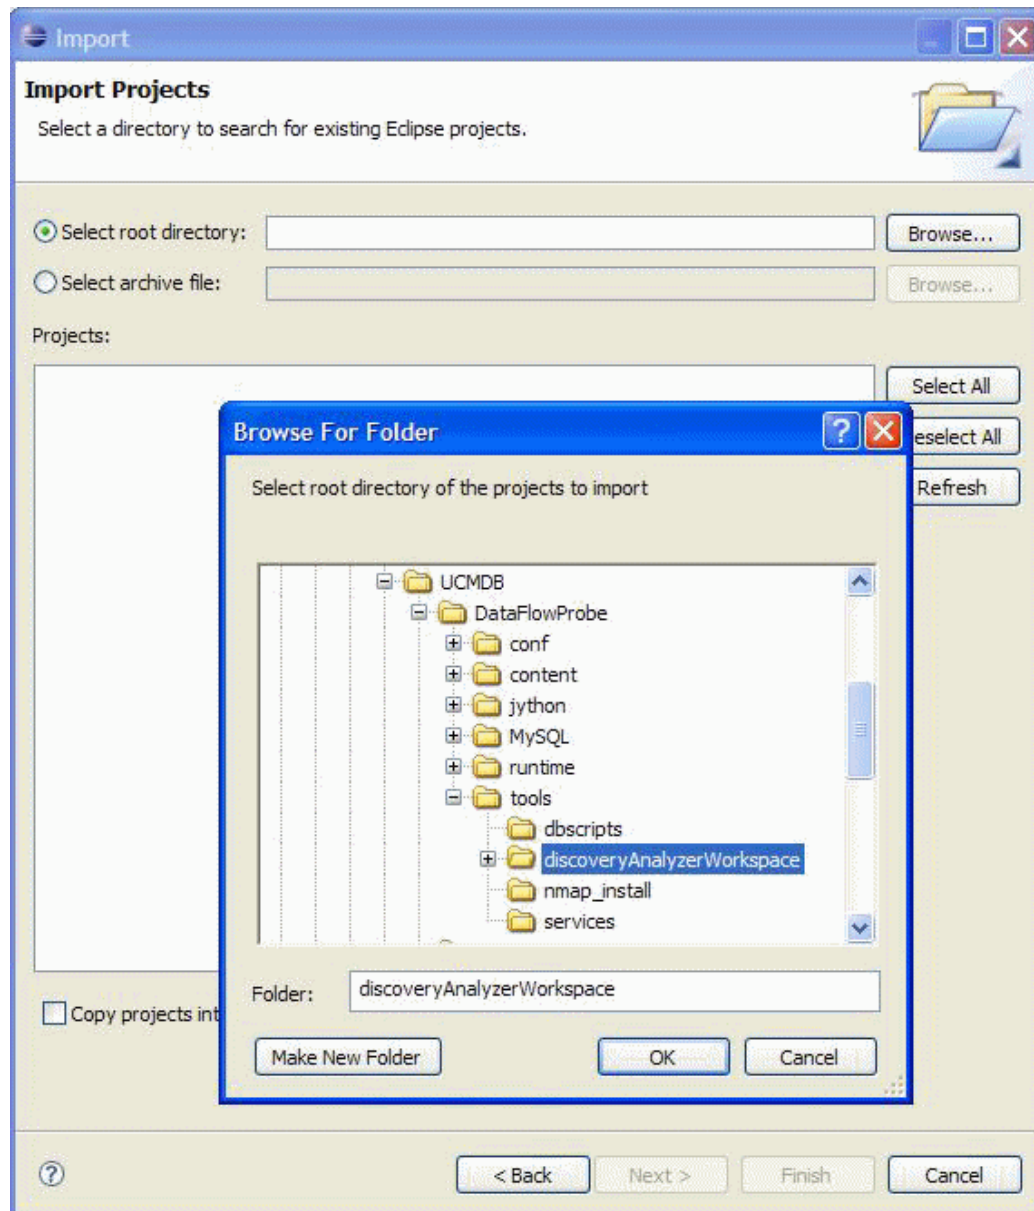 Import
Import Projects
Select a directory to search for existing Eclipse projects.
Select root directory:
Browse...
Select archive file:
Browse...
Projects:
Select All
Browse For Folder
eselect All
Select root directory of the projects to import
Refresh
UCMDB
DataFlowProbe
conf
content
jython
MySQL
runtime
tools
dbscripts
discoveryAnalyzerWorkspace
nmap_install
services
Folder: discoveryAnalyzerWorkspace
Copy projects int
Make New Folder OK Cancel
< Back Next > Finish Cancel